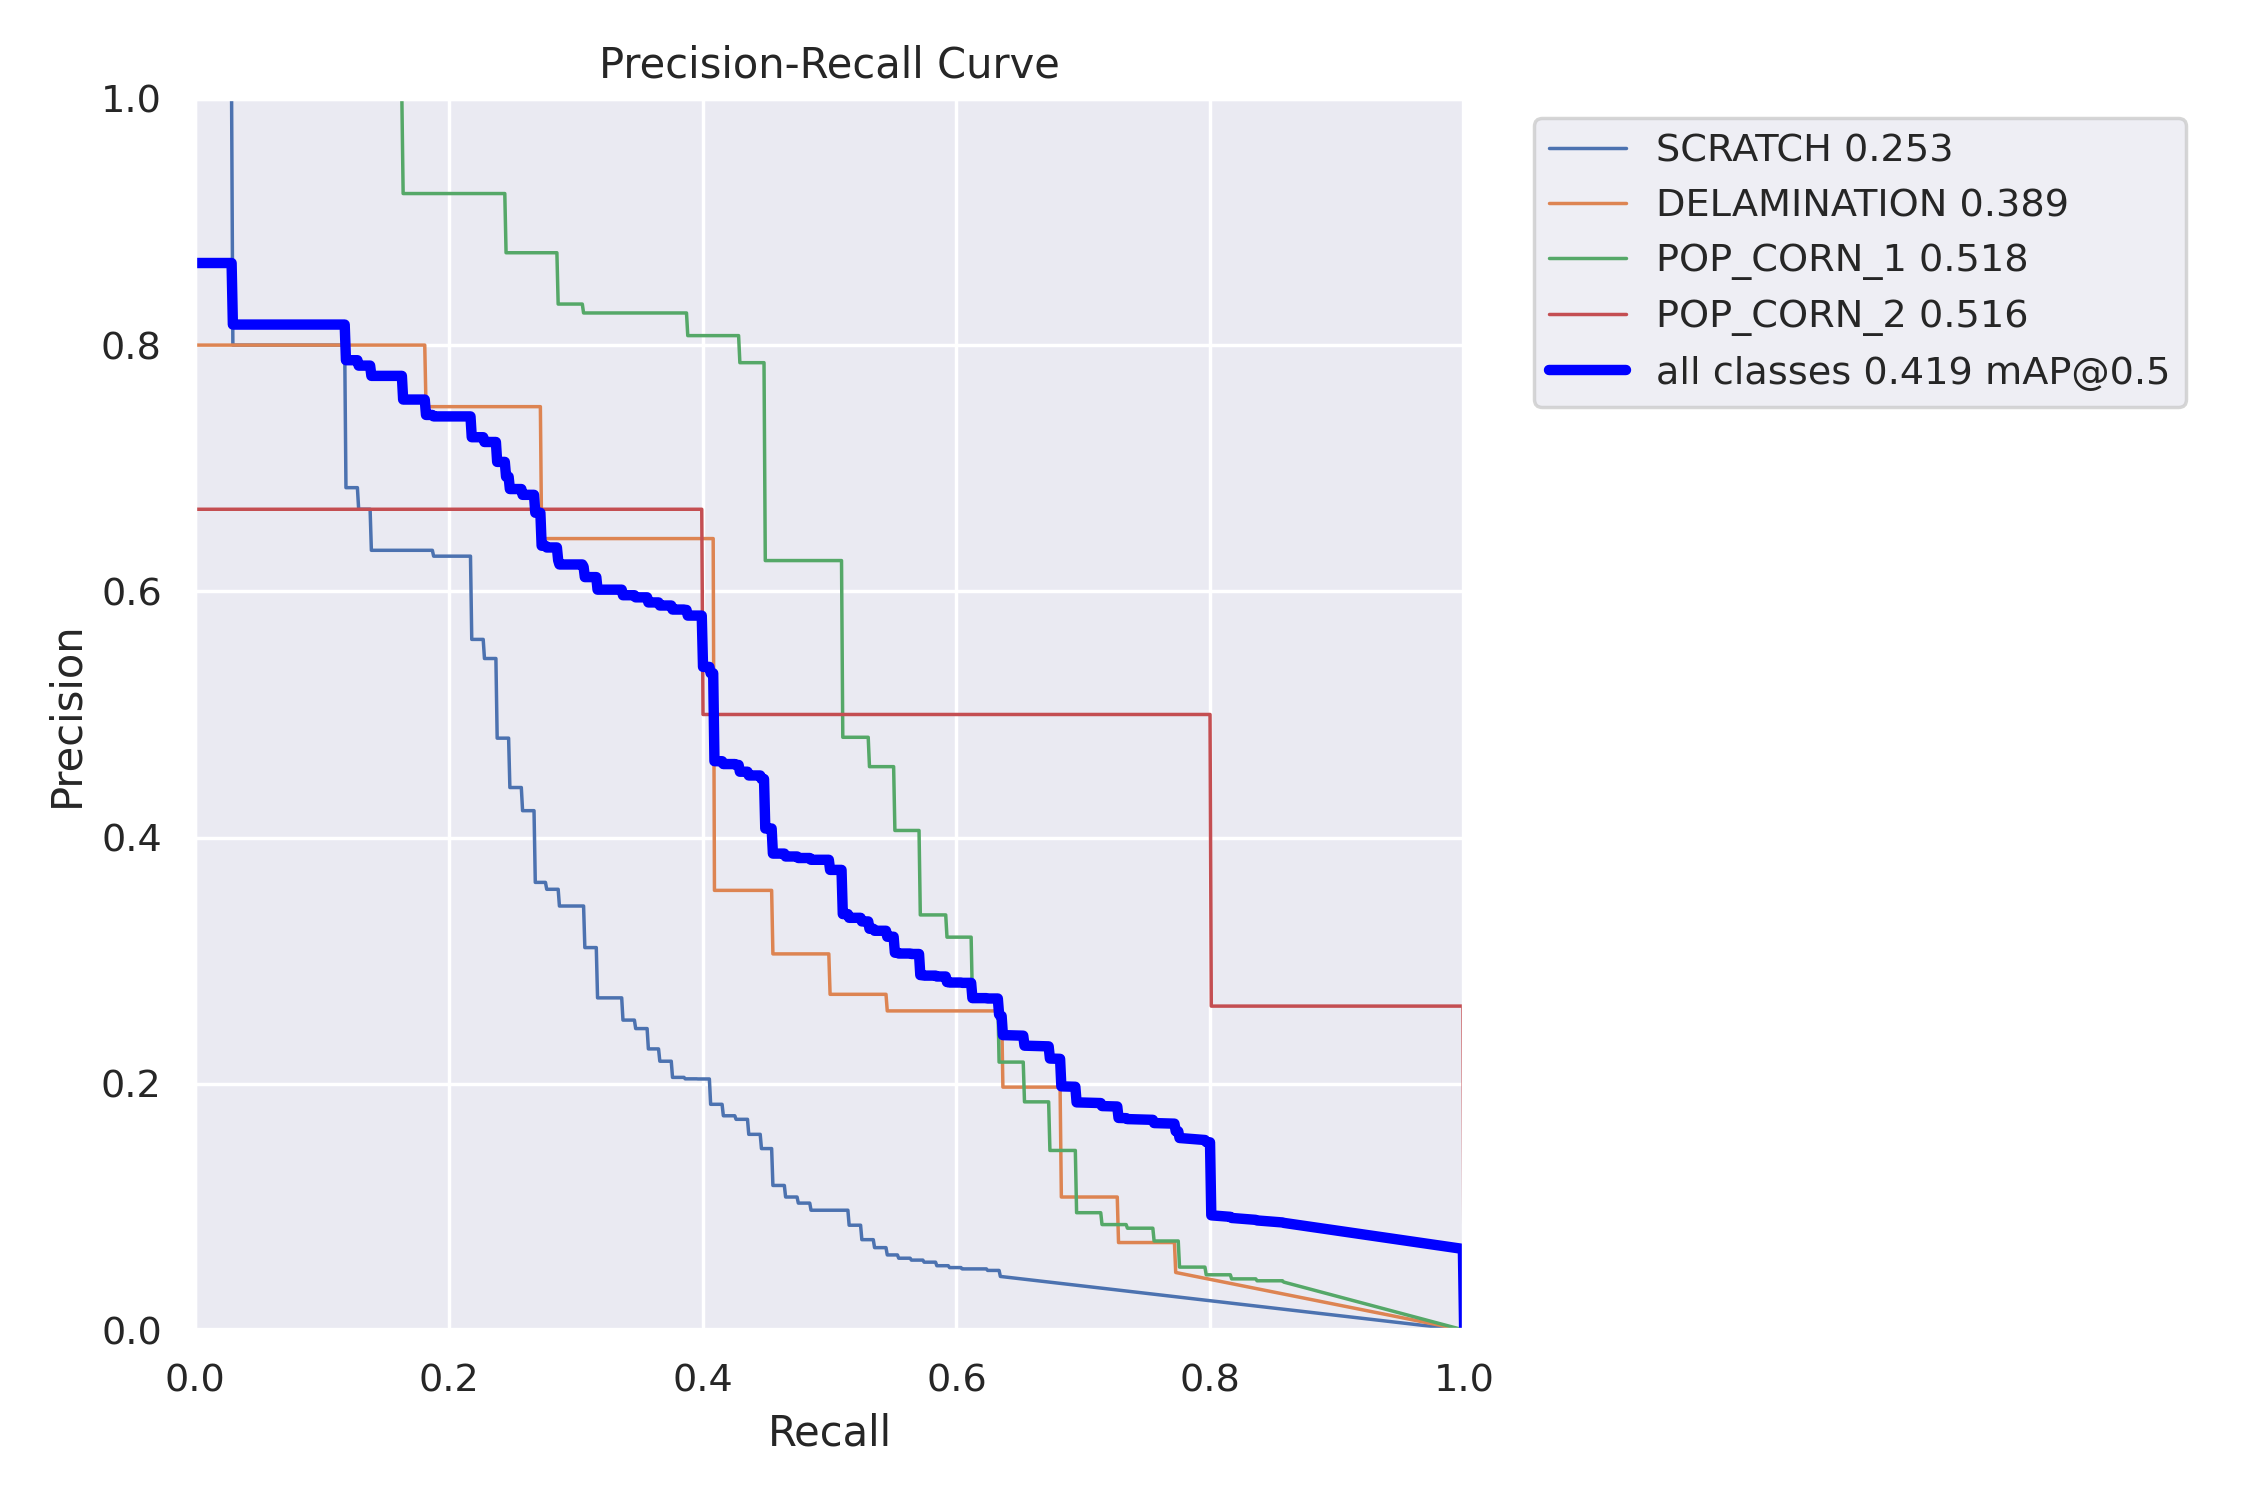 Precision-Recall Curve
1.0
0.8
0.6
0.4
0.2
0.0
Precision
0.0 0.2 0.4 0.6 0.8 1.0
Recall
SCRATCH 0.253
DELAMINATION 0.389
POP_CORN_1 0.518
POP_CORN_2 0.516
all classes 0.419 mAP@0.5